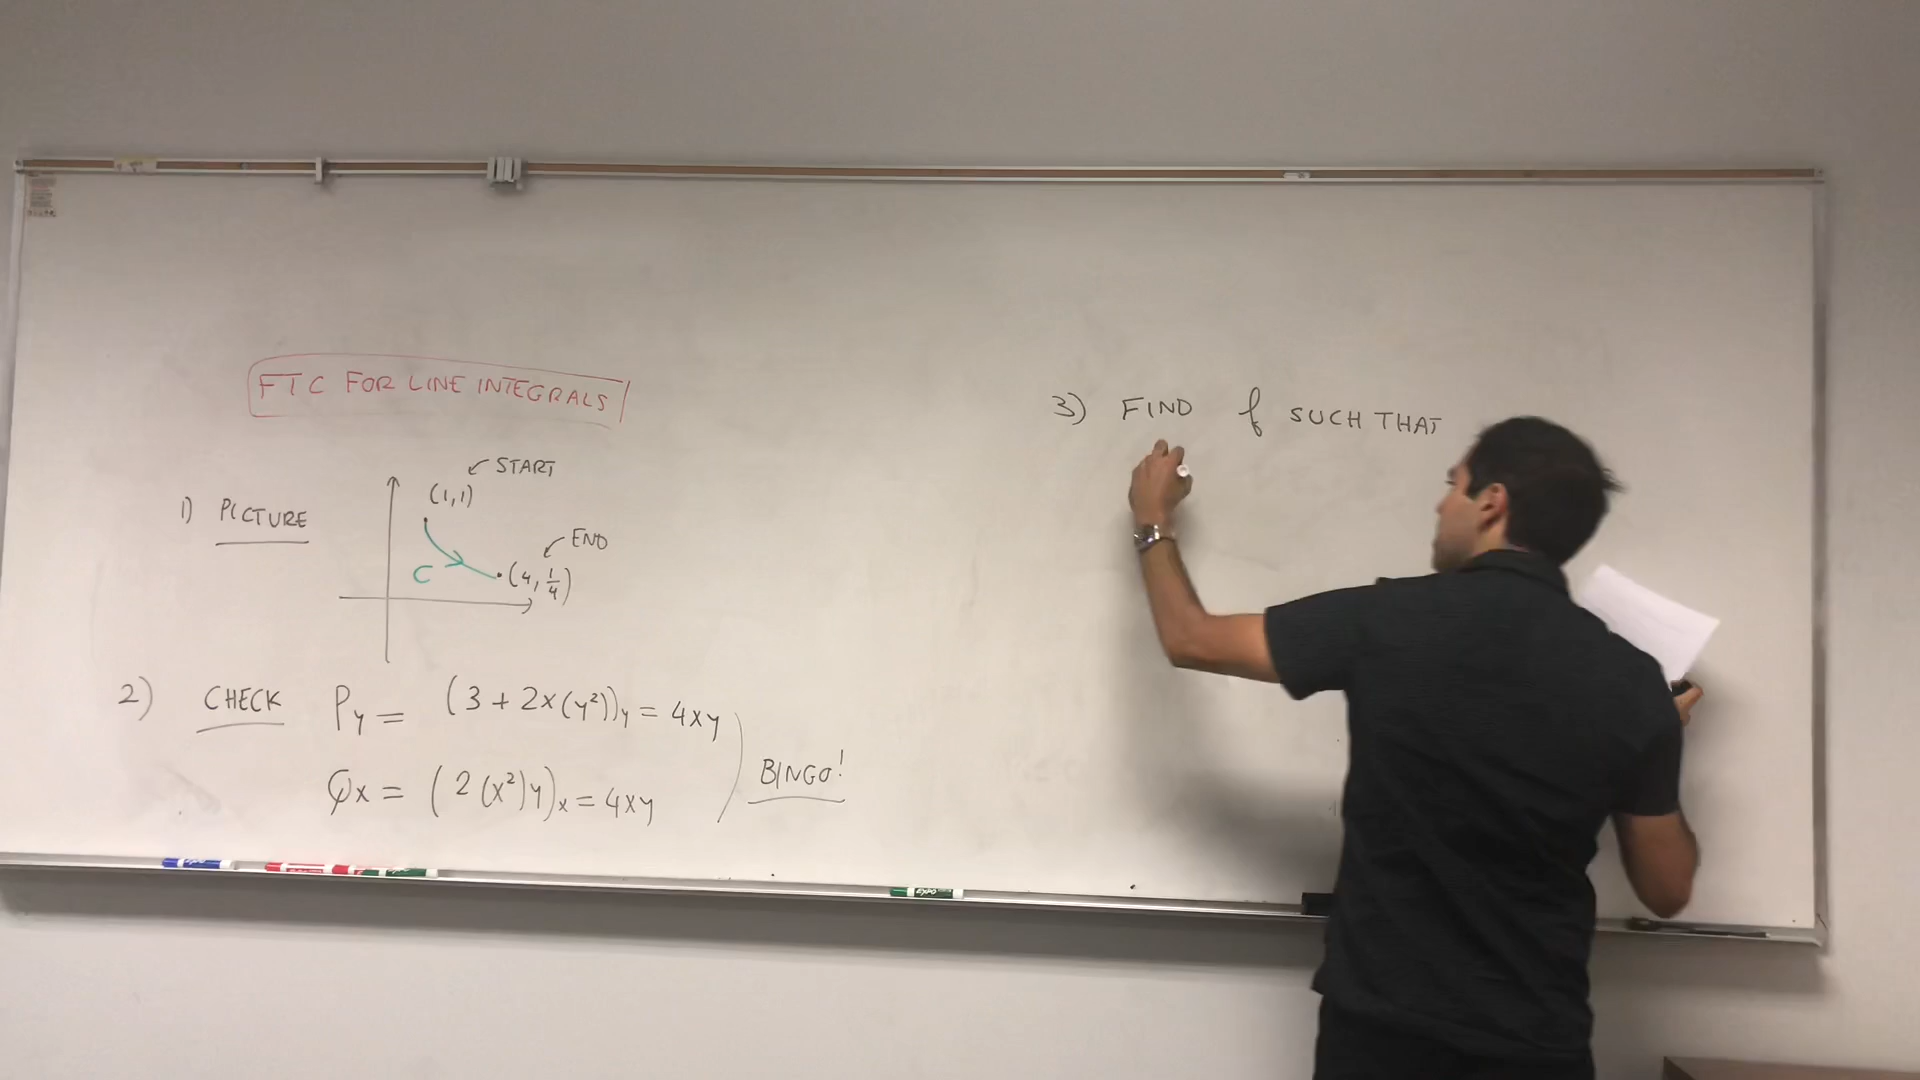 FTC FOR LINE INTEGRALS
1) PICTURE
START
(1,1)
END
C
(4, 1/4)
2) CHECK Py = (3 + 2x(y²))y = 4xy
Qx = (2(x²)y)x = 4xy
BINGO!
3) FIND f SUCH THAT
EXPO